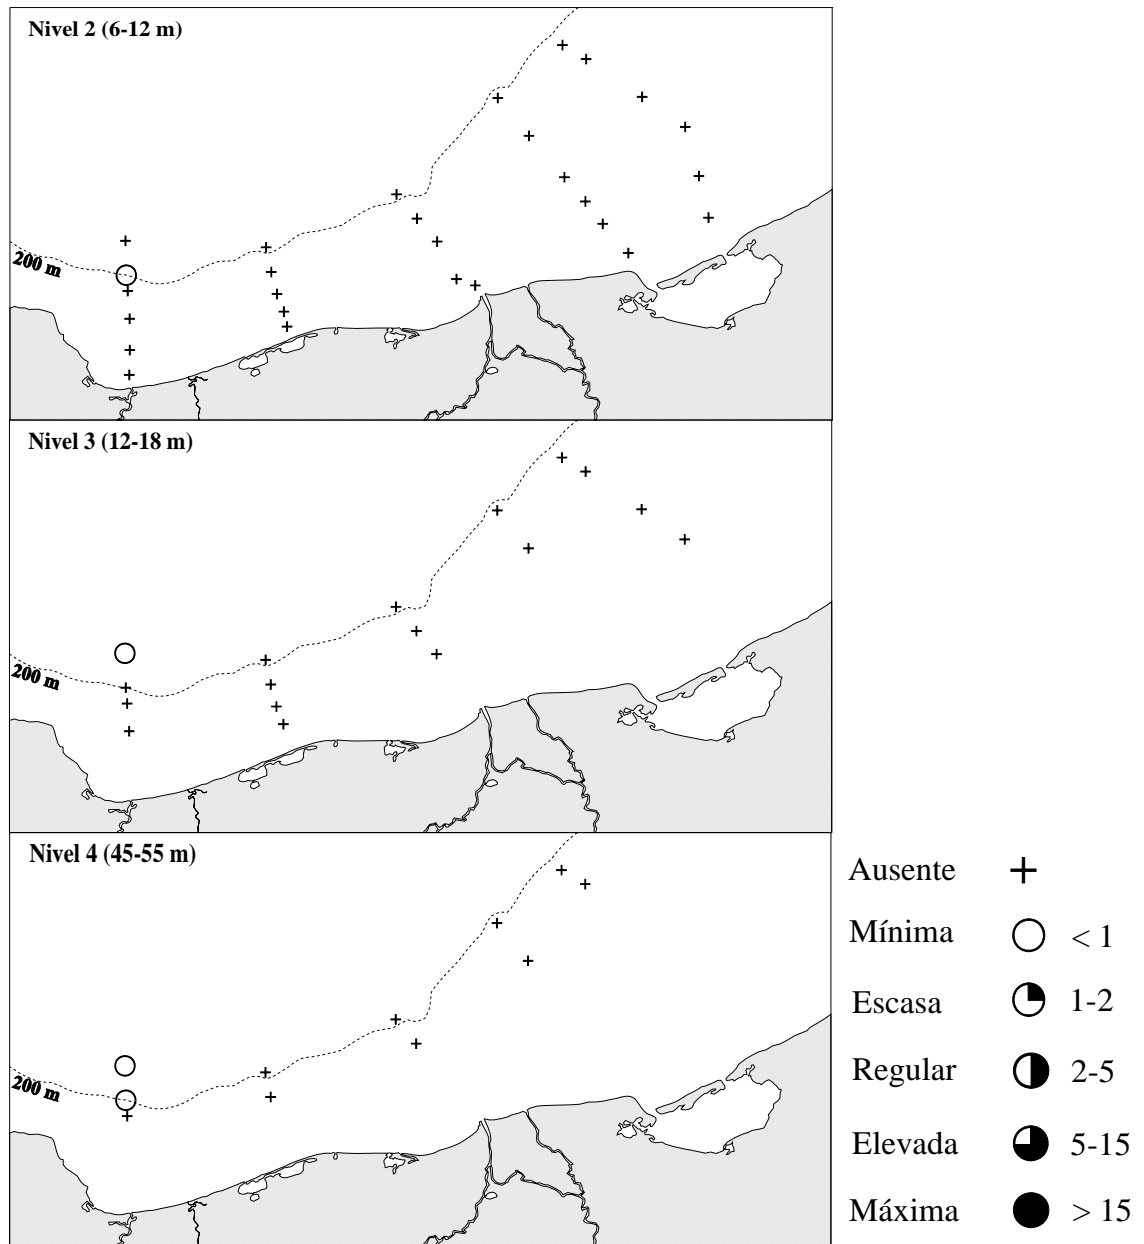 Nivel 2 (6-12 m)
200 m
Nivel 3 (12-18 m)
200 m
Nivel 4 (45-55 m)
200 m
Ausente
Mínima < 1
Escasa 1-2
Regular 2-5
Elevada 5-15
Máxima > 15